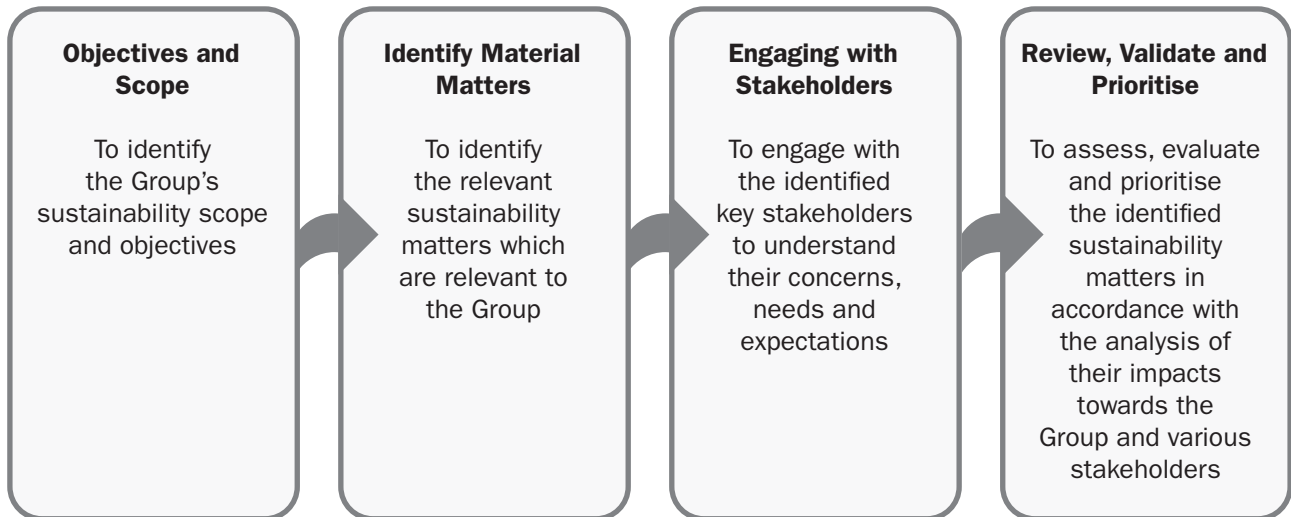 Objectives and
Scope
To identify
the Group's
sustainability scope
and objectives
Identify Material
Matters
To identify
the relevant
sustainability
matters which
are relevant to
the Group
Engaging with
Stakeholders
To engage with
the identified
key stakeholders
to understand
their concerns,
needs and
expectations
Review, Validate and
Prioritise
To assess, evaluate
and prioritise
the identified
sustainability
matters in
accordance with
the analysis of
their impacts
towards the
Group and various
stakeholders